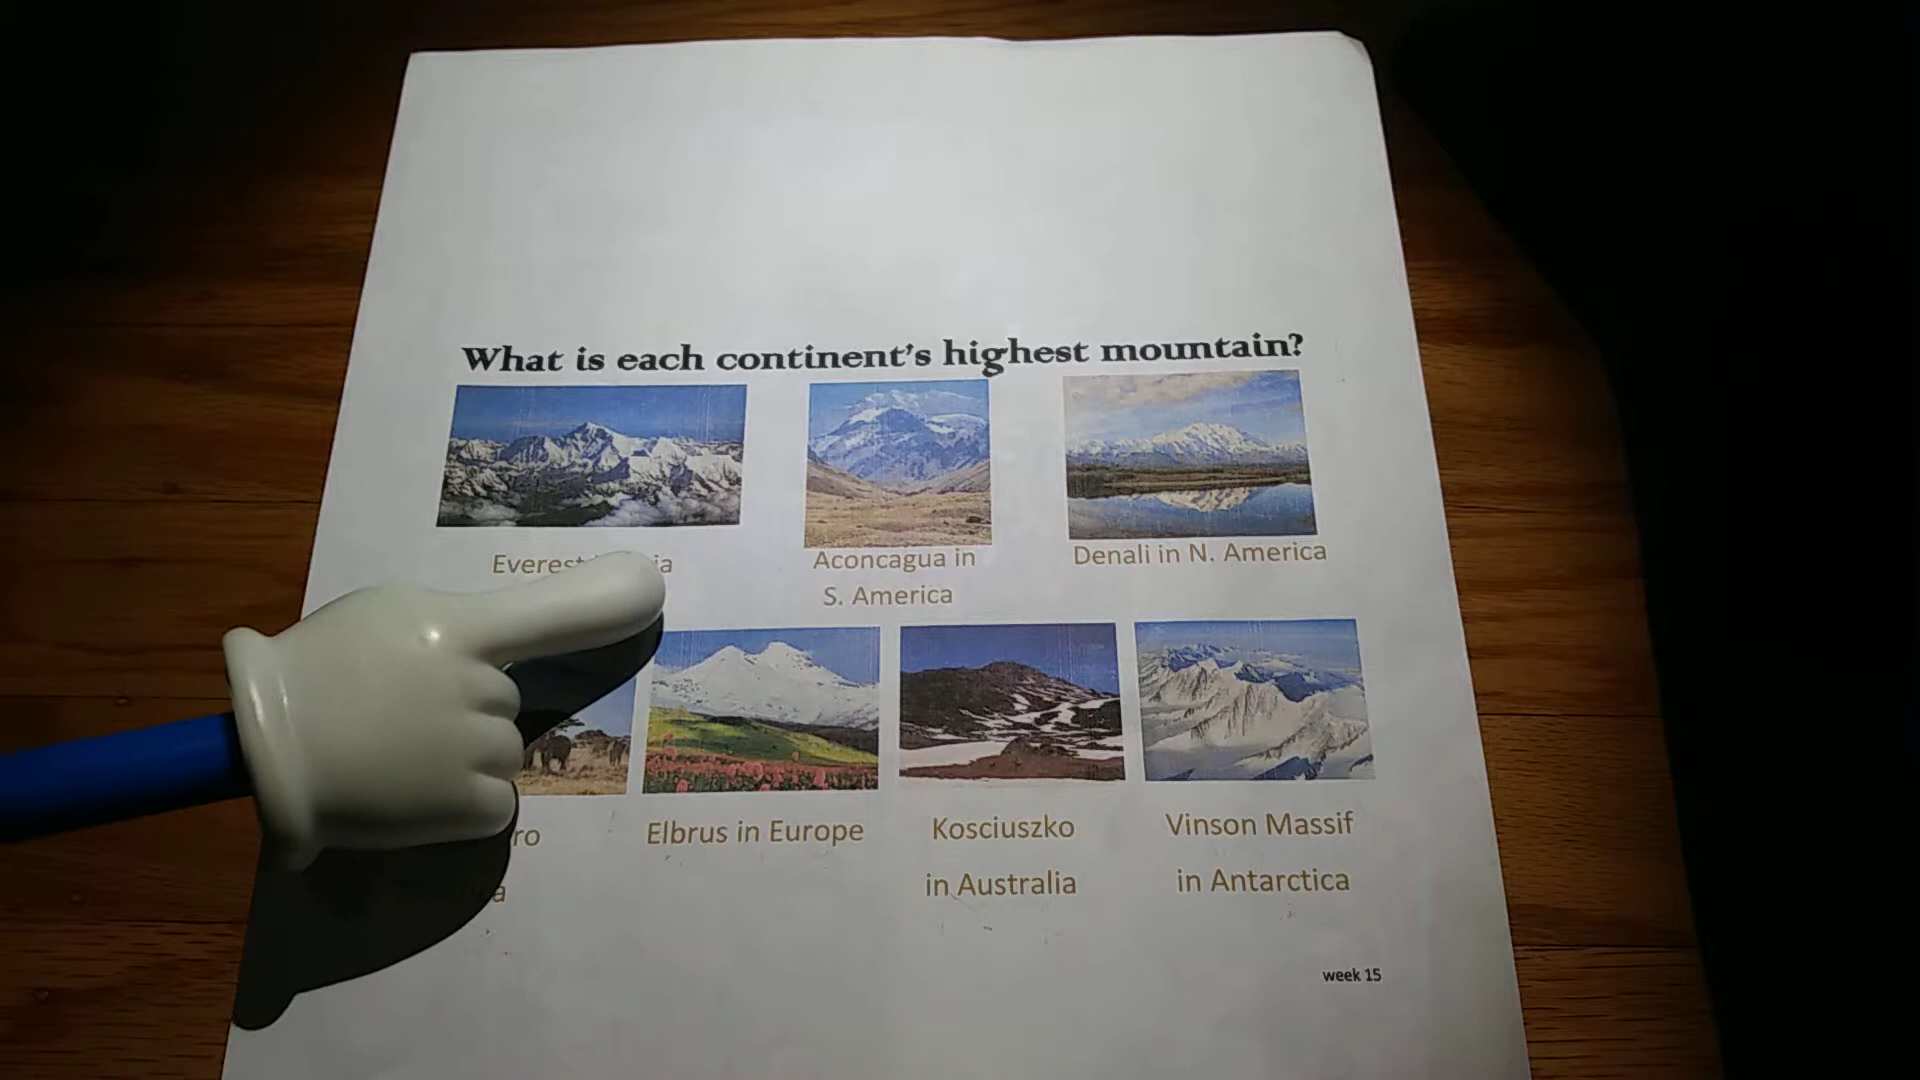 What is each continent's highest mountain?
Everest
Aconcagua in
S. America
Denali in N. America
Elbrus in Europe
Kosciuszko
in Australia
Vinson Massif
in Antarctica
week 15